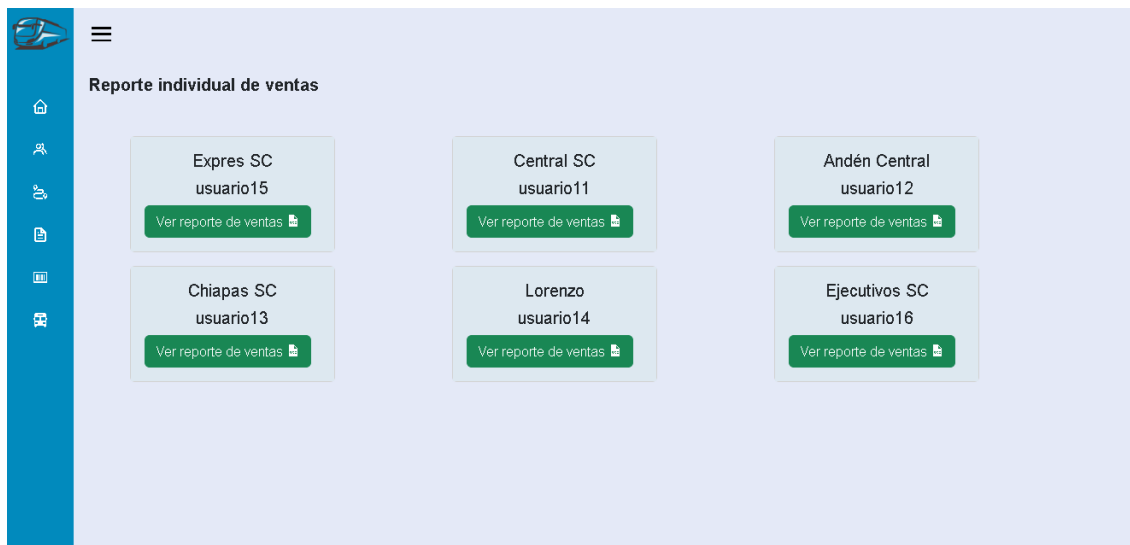 Reporte individual de ventas
Expres SC
usuario15
Ver reporte de ventas
Central SC
usuario11
Ver reporte de ventas
Andén Central
usuario12
Ver reporte de ventas
Chiapas SC
usuario13
Ver reporte de ventas
Lorenzo
usuario14
Ver reporte de ventas
Ejecutivos SC
usuario16
Ver reporte de ventas